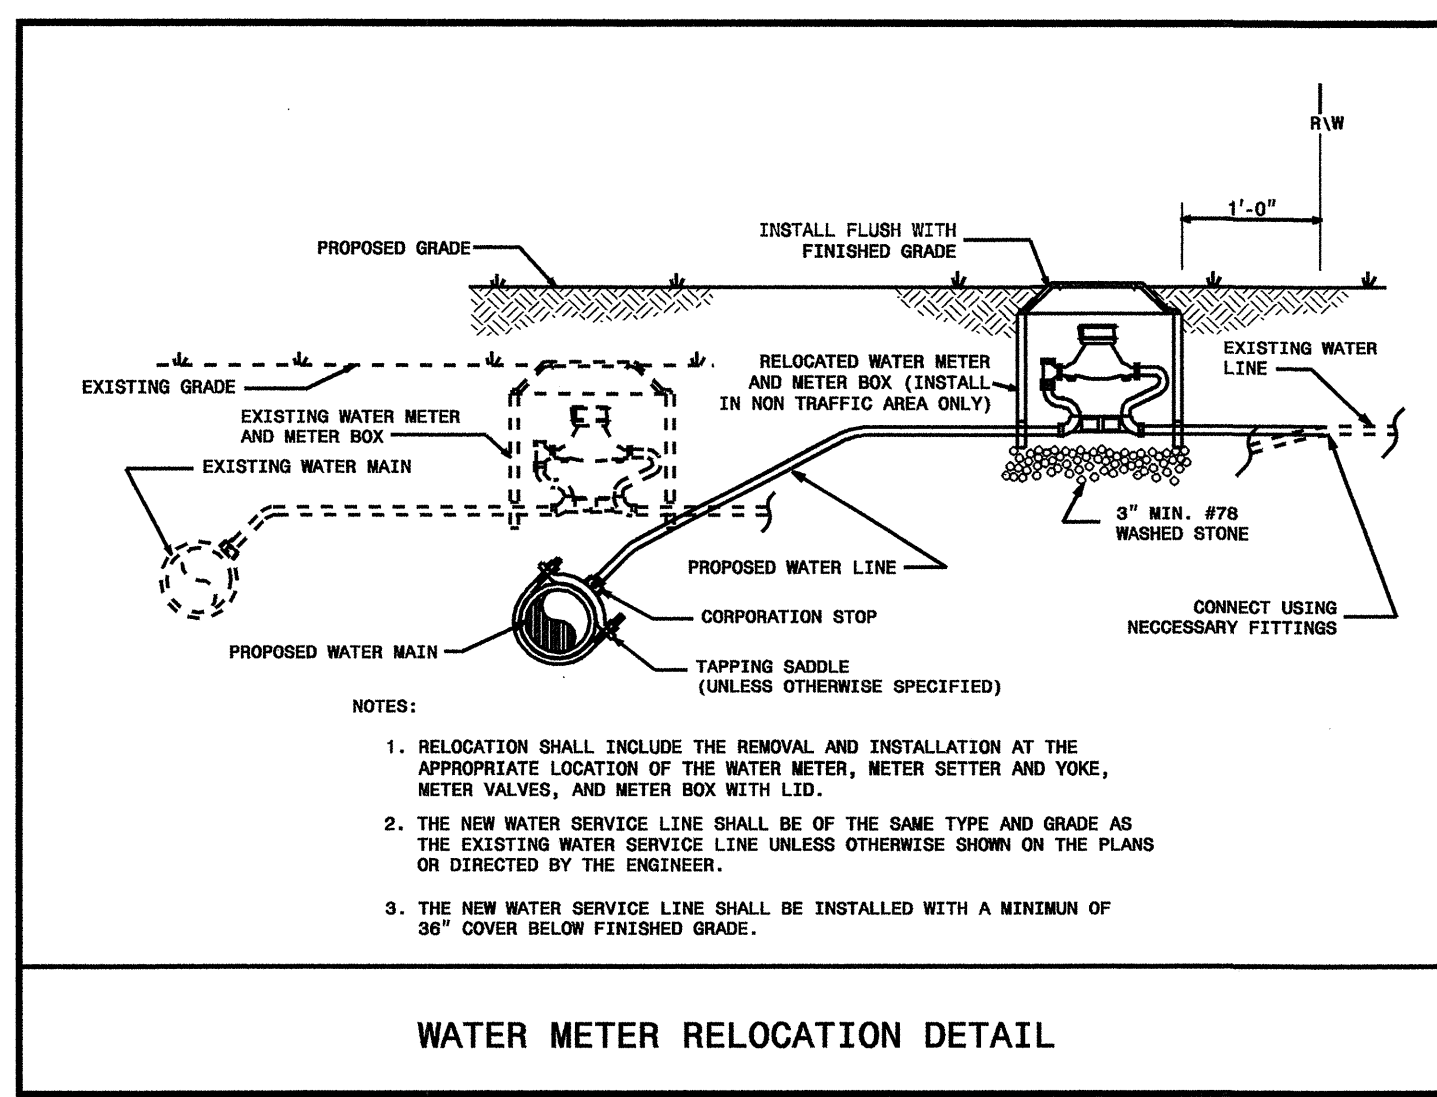 R\W
1'-0"
PROPOSED GRADE
INSTALL FLUSH WITH
FINISHED GRADE
EXISTING GRADE
EXISTING WATER METER
AND METER BOX
EXISTING WATER MAIN
RELOCATED WATER METER
AND METER BOX (INSTALL
IN NON TRAFFIC AREA ONLY)
EXISTING WATER
LINE
3" MIN. #78
WASHED STONE
PROPOSED WATER LINE
CORPORATION STOP
CONNECT USING
NECCESSARY FITTINGS
PROPOSED WATER MAIN
TAPPING SADDLE
(UNLESS OTHERWISE SPECIFIED)
NOTES:
1. RELOCATION SHALL INCLUDE THE REMOVAL AND INSTALLATION AT THE
APPROPRIATE LOCATION OF THE WATER METER, METER SETTER AND YOKE,
METER VALVES, AND METER BOX WITH LID.
2. THE NEW WATER SERVICE LINE SHALL BE OF THE SAME TYPE AND GRADE AS
THE EXISTING WATER SERVICE LINE UNLESS OTHERWISE SHOWN ON THE PLANS
OR DIRECTED BY THE ENGINEER.
3. THE NEW WATER SERVICE LINE SHALL BE INSTALLED WITH A MINIMUN OF
36" COVER BELOW FINISHED GRADE.
WATER METER RELOCATION DETAIL